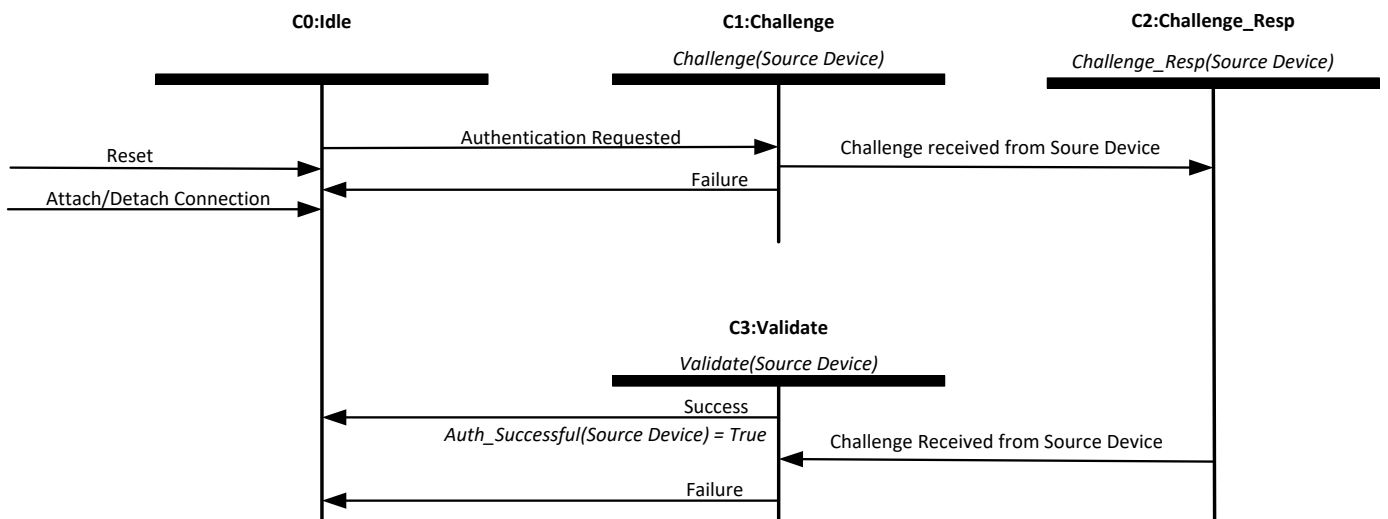 C0:Idle
C1:Challenge
C2:Challenge_Resp
Challenge(Source Device)
Challenge_Resp(Source Device)
Authentication Requested
Reset
Challenge received from Soure Device
Failure
Attach/Detach Connection
C3:Validate
Validate(Source Device)
Success
Auth_Successful(Source Device) = True
Challenge Received from Source Device
Failure